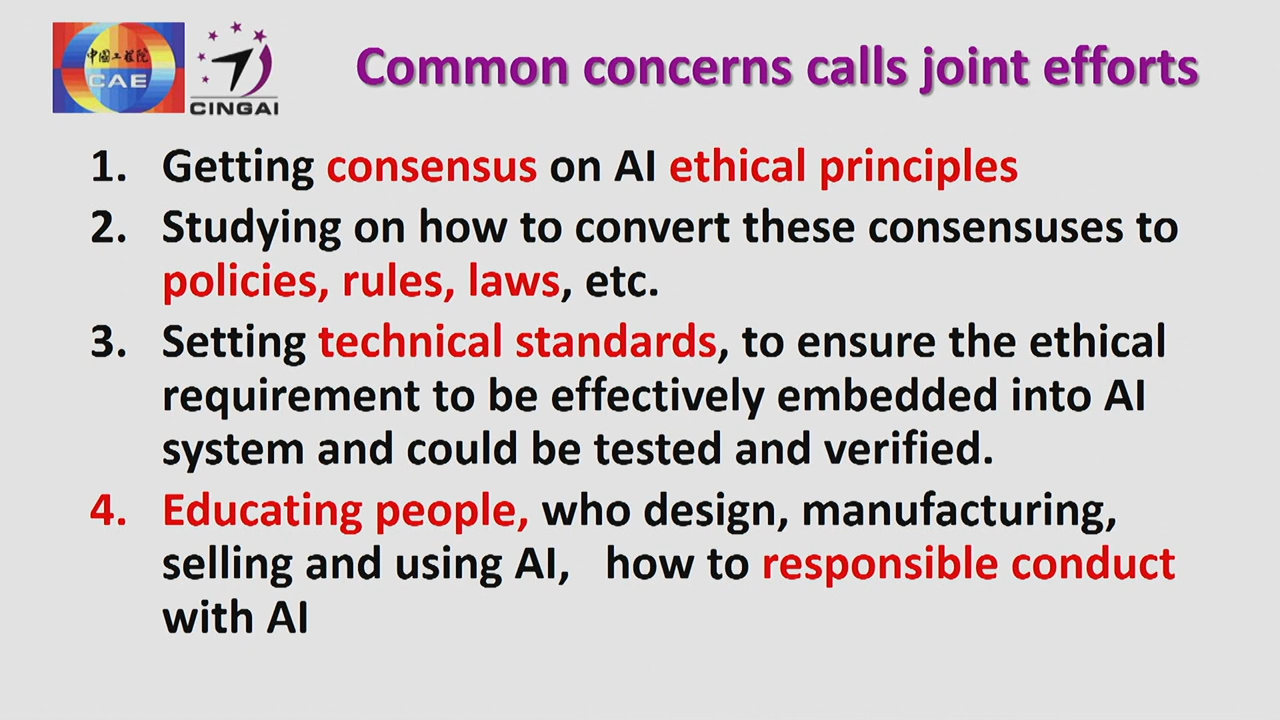 中國工程院
CAE
CINGAI
Common concerns calls joint efforts
1. Getting consensus on AI ethical principles
2. Studying on how to convert these consensuses to
policies, rules, laws, etc.
3. Setting technical standards, to ensure the ethical
requirement to be effectively embedded into AI
system and could be tested and verified.
4. Educating people, who design, manufacturing,
selling and using AI, how to responsible conduct
with AI